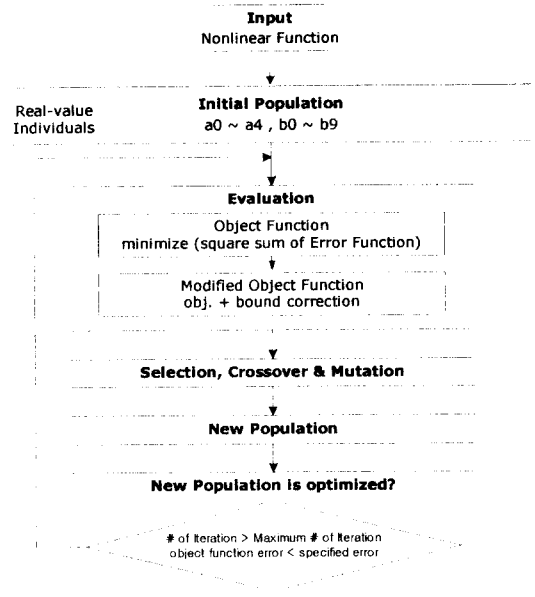 Input
Nonlinear Function
Real-value
Individuals
Initial Population
a0 ~ a4 , b0 ~ b9
Evaluation
Object Function
minimize (square sum of Error Function)
Modified Object Function
obj. + bound correction
Selection, Crossover & Mutation
New Population
New Population is optimized?
# of Iteration > Maximum # of Iteration
object function error < specified error